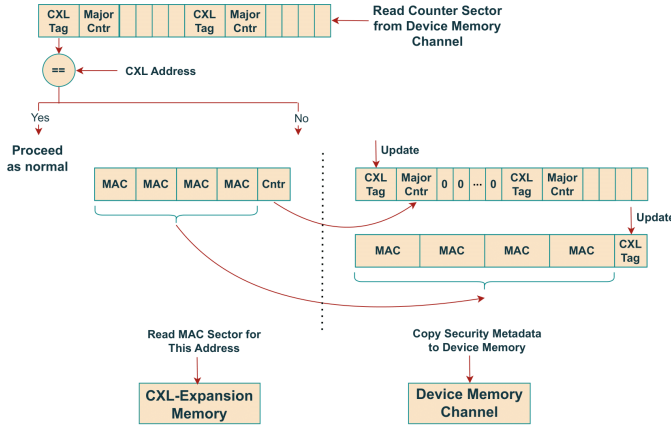 CXL Tag
Major Cntr
CXL Tag
Major Cntr
Read Counter Sector
from Device Memory
Channel
==
CXL Address
Yes
No
Proceed
as normal
Update
MAC
MAC
MAC
MAC
Cntr
CXL Tag
Major Cntr
0
0
...
0
CXL Tag
Major Cntr
Update
MAC
MAC
MAC
MAC
CXL Tag
Read MAC Sector for
This Address
Copy Security Metadata
to Device Memory
CXL-Expansion
Memory
Device Memory
Channel